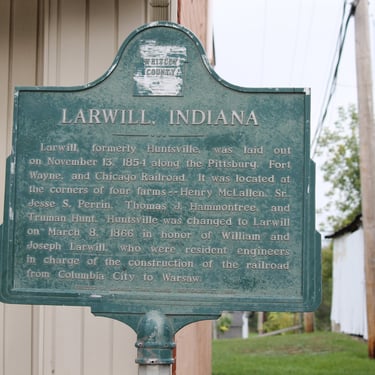 WHITLEY
COUNTY
LARWILL, INDIANA
Larwill, formerly Huntsville, was laid out
on November 13, 1854 along the Pittsburg, Fort
Wayne, and Chicago Railroad. It was located at
the corners of four farms--Henry McLallen, Sr.,
Jesse S. Perrin, Thomas J. Hammontree, and
Truman Hunt. Huntsville was changed to Larwill
on March 8, 1866 in honor of William and
Joseph Larwill, who were resident engineers
in charge of the construction of the railroad
from Columbia City to Warsaw.